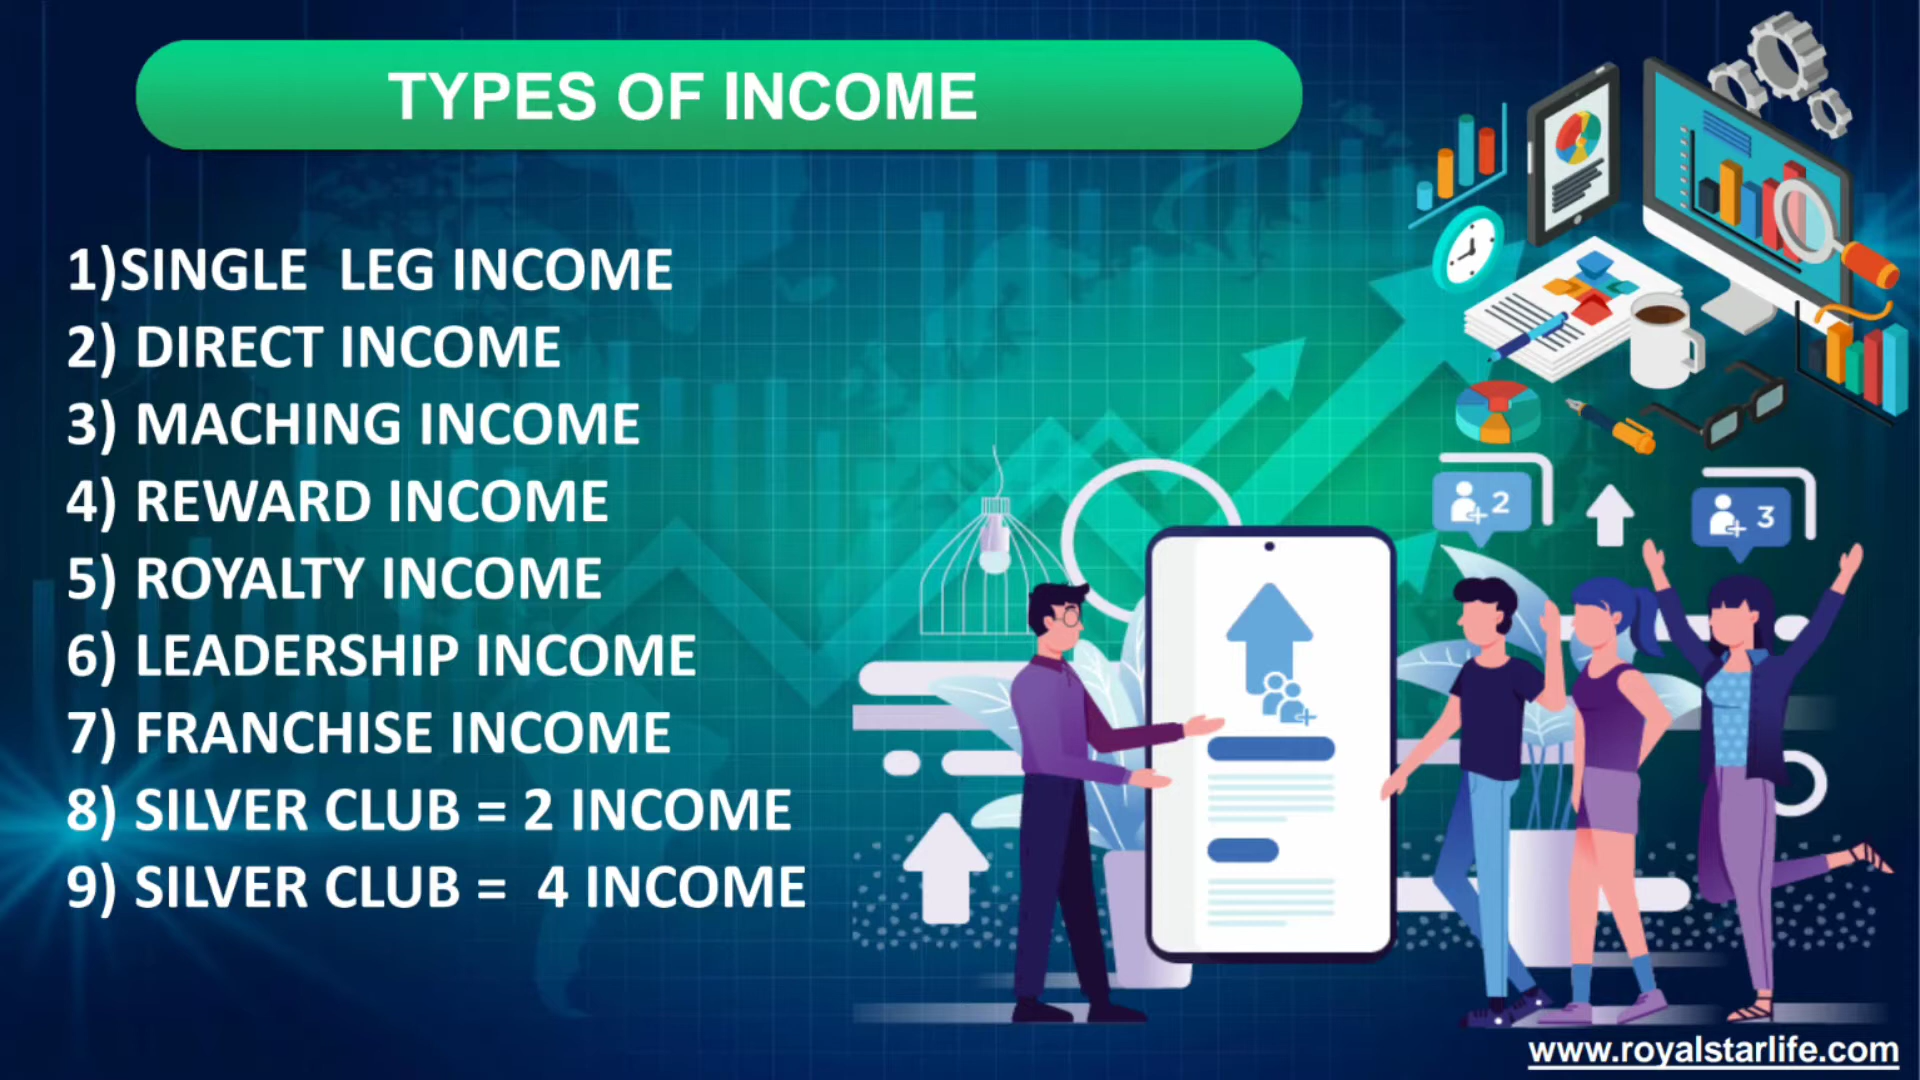 TYPES OF INCOME
1)SINGLE LEG INCOME
2) DIRECT INCOME
3) MACHING INCOME
4) REWARD INCOME
5) ROYALTY INCOME
6) LEADERSHIP INCOME
7) FRANCHISE INCOME
8) SILVER CLUB = 2 INCOME
9) SILVER CLUB = 4 INCOME
2
3
www.royalstarlife.com